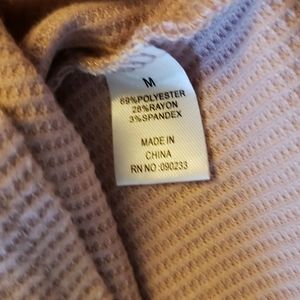 M
69%POLYESTER
28%RAYON
3%SPANDEX
MADE IN
CHINA
RN NO :090233